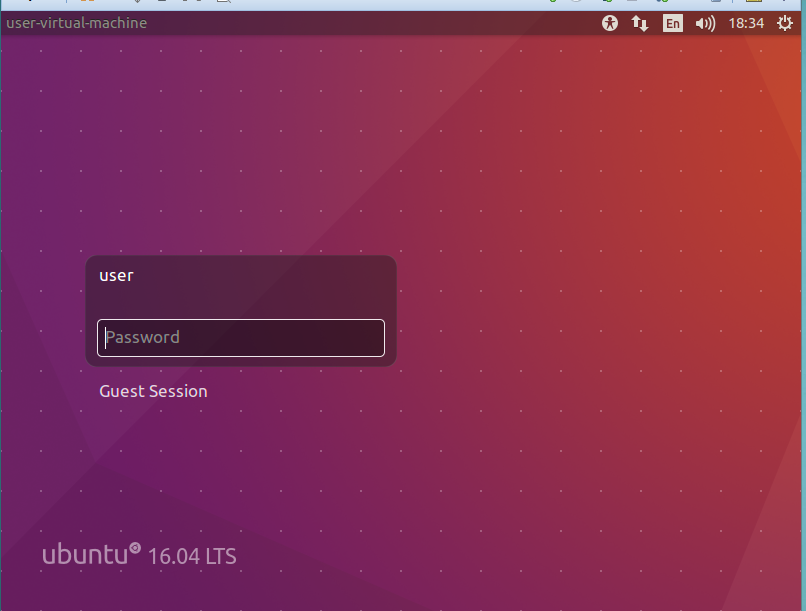 user-virtual-machine En 18:34
user
Password
Guest Session
ubuntu 16.04 LTS